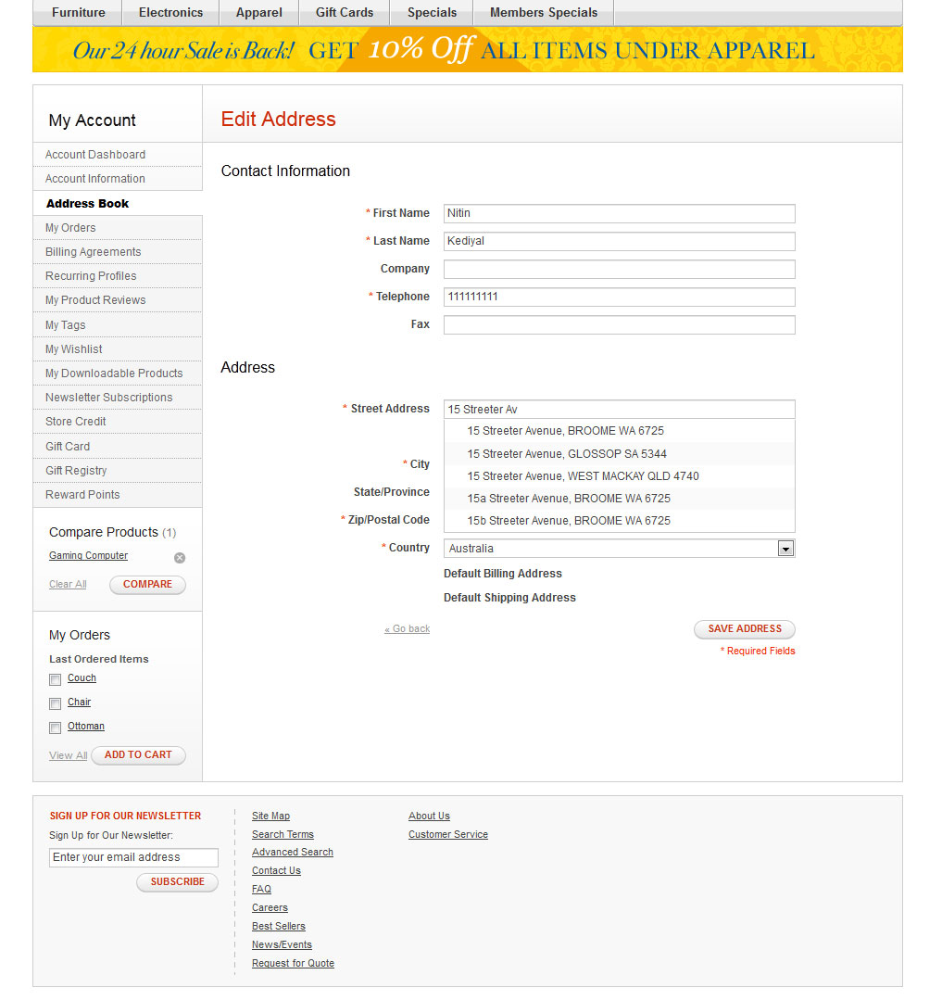 Furniture Electronics Apparel Gift Cards Specials Members Specials
Our 24 hour Sale is Back! GET 10% Off ALL ITEMS UNDER APPAREL
My Account
Account Dashboard
Account Information
Address Book
My Orders
Billing Agreements
Recurring Profiles
My Product Reviews
My Tags
My Wishlist
My Downloadable Products
Newsletter Subscriptions
Store Credit
Gift Card
Gift Registry
Reward Points
Compare Products (1)
Gaming Computer
Clear All COMPARE
My Orders
Last Ordered Items
Couch
Chair
Ottoman
View All ADD TO CART
Edit Address
Contact Information
* First Name Nitin
* Last Name Kediyal
Company
* Telephone 111111111
Fax
Address
* Street Address 15 Streeter Av
15 Streeter Avenue, BROOME WA 6725
15 Streeter Avenue, GLOSSOP SA 5344
* City
15 Streeter Avenue, WEST MACKAY QLD 4740
State/Province
15a Streeter Avenue, BROOME WA 6725
* Zip/Postal Code
15b Streeter Avenue, BROOME WA 6725
* Country Australia
Default Billing Address
Default Shipping Address
« Go back SAVE ADDRESS
* Required Fields
SIGN UP FOR OUR NEWSLETTER
Sign Up for Our Newsletter:
Enter your email address
SUBSCRIBE
Site Map
Search Terms
Advanced Search
Contact Us
FAQ
Careers
Best Sellers
News/Events
Request for Quote
About Us
Customer Service